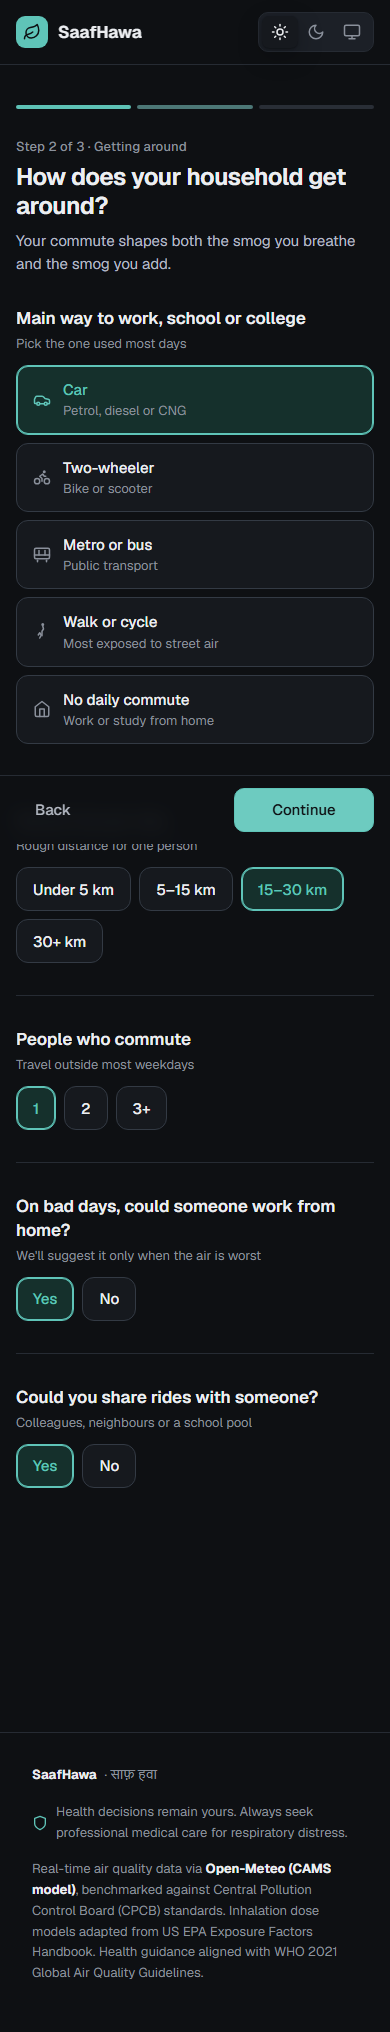 SaafHawa
Step 2 of 3 · Getting around
How does your household get
around?
Your commute shapes both the smog you breathe
and the smog you add.
Main way to work, school or college
Pick the one used most days
Car
Petrol, diesel or CNG
Two-wheeler
Bike or scooter
Metro or bus
Public transport
Walk or cycle
Most exposed to street air
No daily commute
Work or study from home
Back
Continue
Rough distance for one person
Under 5 km
5–15 km
15–30 km
30+ km
People who commute
Travel outside most weekdays
1
2
3+
On bad days, could someone work from
home?
We'll suggest it only when the air is worst
Yes
No
Could you share rides with someone?
Colleagues, neighbours or a school pool
Yes
No
SaafHawa · साफ़ हवा
Health decisions remain yours. Always seek
professional medical care for respiratory distress.
Real-time air quality data via Open-Meteo (CAMS
model), benchmarked against Central Pollution
Control Board (CPCB) standards. Inhalation dose
models adapted from US EPA Exposure Factors
Handbook. Health guidance aligned with WHO 2021
Global Air Quality Guidelines.